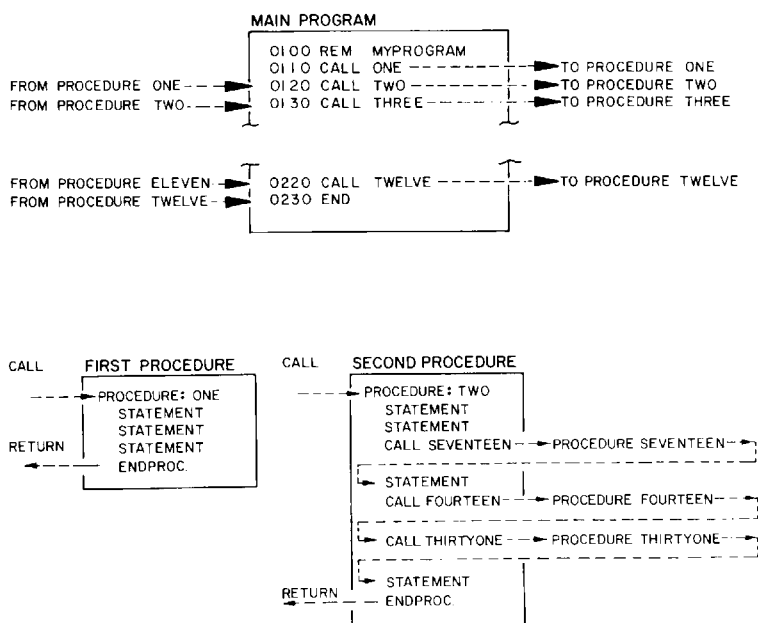 MAIN PROGRAM
0100 REM MYPROGRAM
0110 CALL ONE TO PROCEDURE ONE
FROM PROCEDURE ONE 0120 CALL TWO TO PROCEDURE TWO
FROM PROCEDURE TWO 0130 CALL THREE TO PROCEDURE THREE
FROM PROCEDURE ELEVEN 0220 CALL TWELVE TO PROCEDURE TWELVE
FROM PROCEDURE TWELVE 0230 END
CALL FIRST PROCEDURE
PROCEDURE: ONE
STATEMENT
STATEMENT
STATEMENT
RETURN
ENDPROC.
CALL SECOND PROCEDURE
PROCEDURE: TWO
STATEMENT
STATEMENT
CALL SEVENTEEN PROCEDURE SEVENTEEN
STATEMENT
CALL FOURTEEN PROCEDURE FOURTEEN
CALL THIRTYONE PROCEDURE THIRTYONE
STATEMENT
RETURN
ENDPROC.